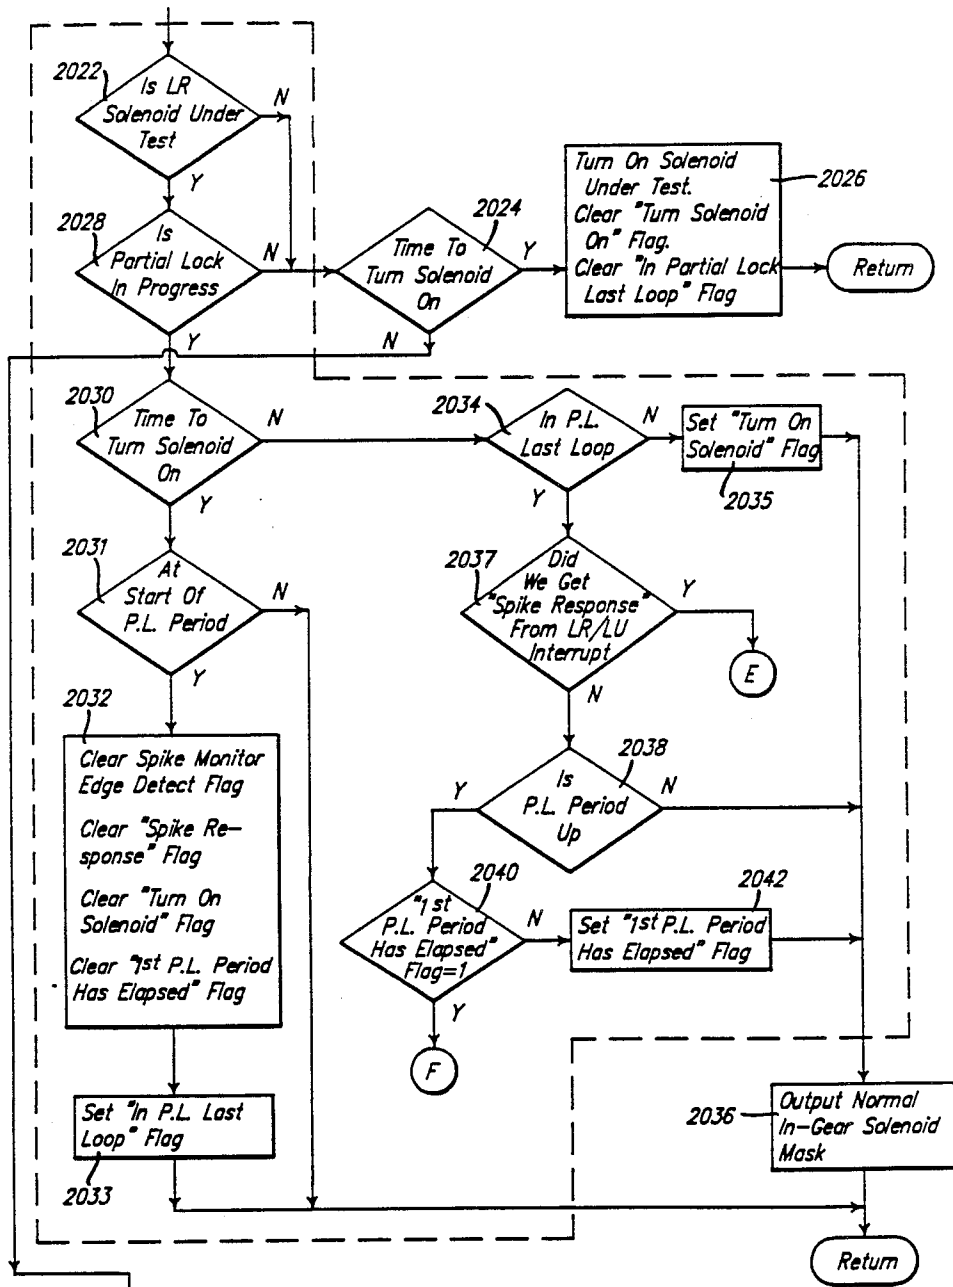 2022
Is LR
Solenoid Under
Test
N
Y
2028
Is
Partial Lock
In Progress
N
Y
2024
Time To
Turn Solenoid
On
Y
N
Turn On Solenoid
Under Test.
Clear "Turn Solenoid
On" Flag.
Clear "In Partial Lock
Last Loop" Flag
2026
Return
2030
Time To
Turn Solenoid
On
N
Y
2034
In P.L.
Last Loop
N
Y
Set "Turn On
Solenoid" Flag
2035
2031
At
Start Of
P.L. Period
N
Y
2037
Did
We Get
"Spike Response"
From LR/LU
Interrupt
Y
N
E
2032
Clear Spike Monitor
Edge Detect Flag
Clear "Spike Re-
sponse" Flag
Clear "Turn On
Solenoid" Flag
Clear "1st P.L. Period
Has Elapsed" Flag
2038
Is
P.L. Period
Up
Y
N
2040
"1st
P.L. Period
Has Elapsed"
Flag=1
N
Y
2042
Set "1st P.L. Period
Has Elapsed" Flag
F
Set "In P.L. Last
Loop" Flag
2033
2036
Output Normal
In-Gear Solenoid
Mask
Return